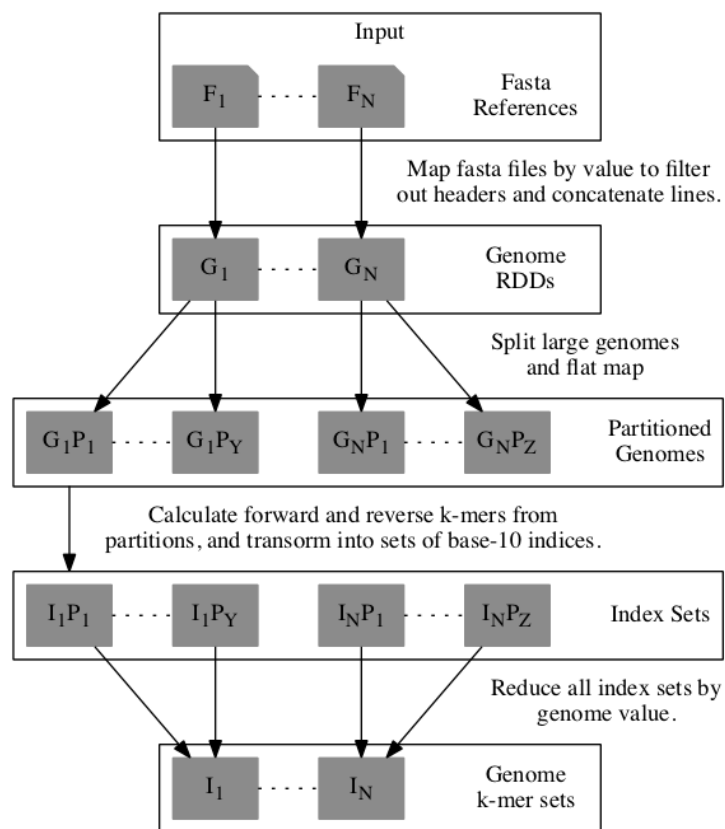 Input
F1 F N
Fasta
References
Map fasta files by value to filter
out headers and concatenate lines.
G1 GN
Genome
RDDs
Split large genomes
and flat map
G1P1 G1PY GNP1 GNPZ
Partitioned
Genomes
Calculate forward and reverse k-mers from
partitions, and transorm into sets of base-10 indices.
I1P1 I1PY INP1 INPZ
Index Sets
Reduce all index sets by
genome value.
I1 IN
Genome
k-mer sets